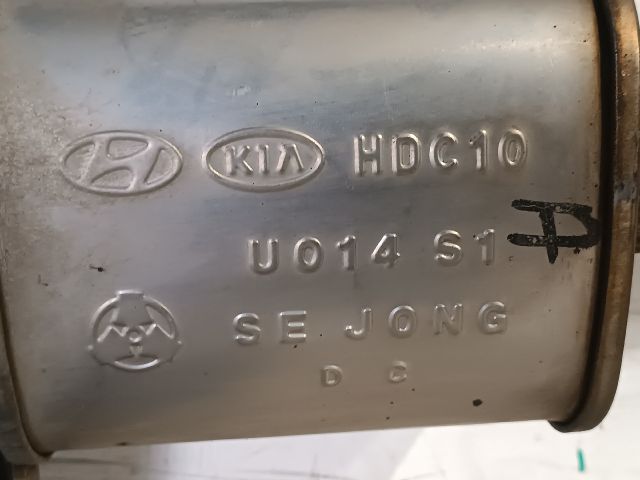 KIA HDC10
U014 S1
SE JONG
D C